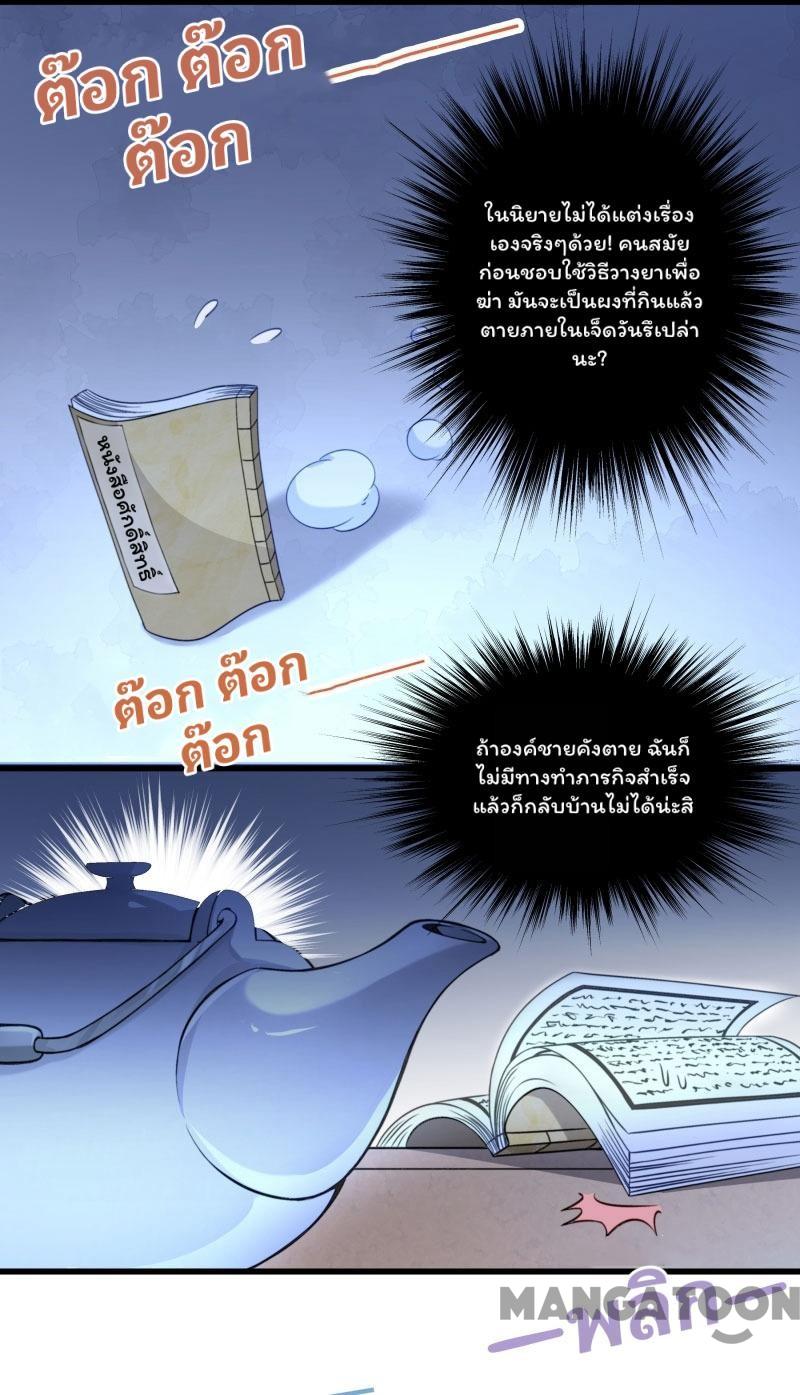 ต๊อก ต๊อก
ต๊อก
ในนิยายไม่ได้แต่งเรื่อง
เองจริงๆด้วย! คนสมัย
ก่อนชอบใช้วิธีวางยาเพื่อ
ฆ่า มันจะเป็นผงที่กินแล้ว
ตายภายในเจ็ดวันรึเปล่า
นะ?
หนังสือศักดิ์สิทธิ์
ต๊อก ต๊อก
ต๊อก
ถ้าองค์ชายคังตาย ฉันก็
ไม่มีทางทำภารกิจสำเร็จ
แล้วก็กลับบ้านไม่ได้น่ะสิ
MANGATOON
พลิก